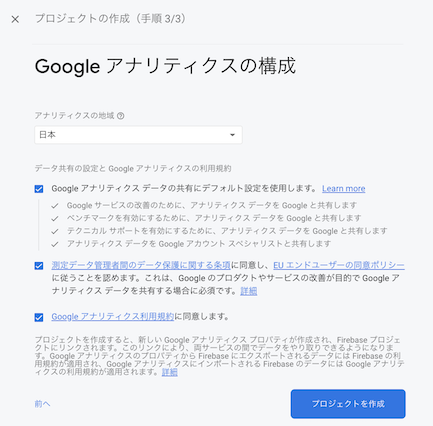 プロジェクトの作成（手順 3/3）
Google アナリティクスの構成
アナリティクスの地域
日本
データ共有の設定と Google アナリティクスの利用規約
Google アナリティクス データの共有にデフォルト設定を使用します。 Learn more
Google サービスの改善のために、アナリティクス データを Google と共有します
ベンチマークを有効にするために、アナリティクス データを Google と共有します
テクニカル サポートを有効にするために、アナリティクス データを Google と共有します
アナリティクス データを Google アカウント スペシャリストと共有します
測定データ管理者間のデータ保護に関する条項に同意し、EU エンドユーザーの同意ポリシー
に従うことを認めます。これは、Google のプロダクトやサービスの改善が目的で Google ア
ナリティクス データを共有する場合に必須です。詳細
Google アナリティクス利用規約に同意します。
プロジェクトを作成すると、新しい Google アナリティクス プロパティが作成され、Firebase プロジェ
クトにリンクされます。このリンクにより、両サービスの間でデータをやり取りできるようになりま
す。Google アナリティクスのプロパティから Firebase にエクスポートされるデータには Firebase の利
用規約が適用され、Google アナリティクスにインポートされる Firebase のデータには Google アナリテ
ィクスの利用規約が適用されます。詳細
前へ
プロジェクトを作成